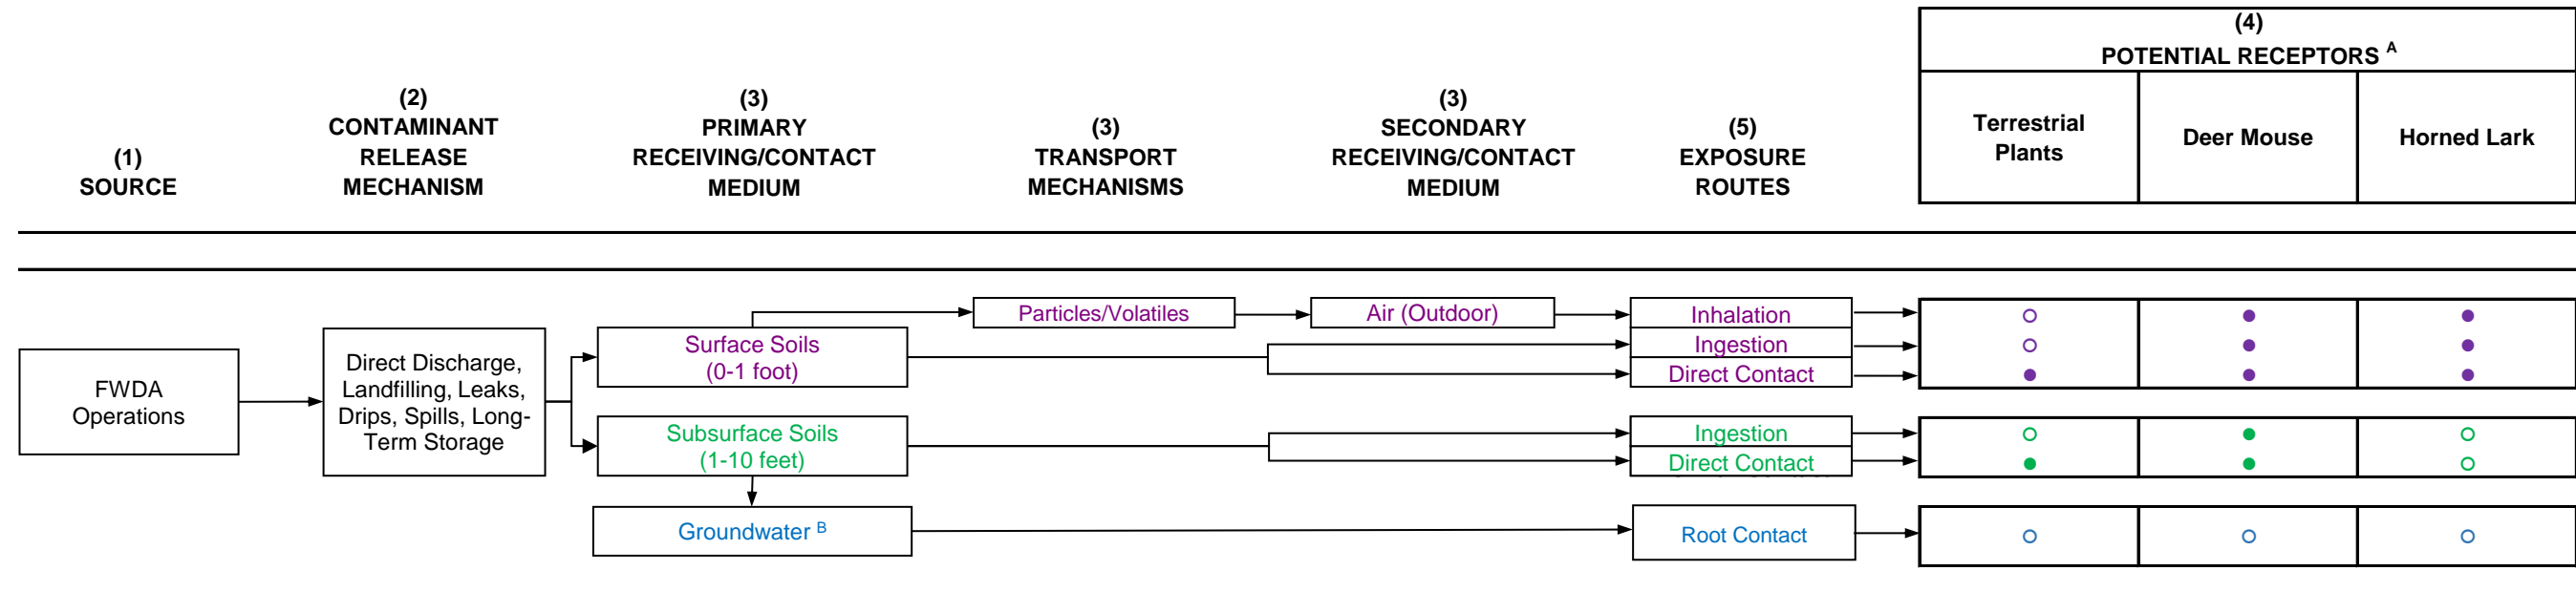 (1)
SOURCE
(2)
CONTAMINANT
RELEASE
MECHANISM
(3)
PRIMARY
RECEIVING/CONTACT
MEDIUM
(3)
TRANSPORT
MECHANISMS
(3)
SECONDARY
RECEIVING/CONTACT
MEDIUM
(5)
EXPOSURE
ROUTES
(4)
POTENTIAL RECEPTORS A
Terrestrial
Plants
Deer Mouse
Horned Lark
FWDA
Operations
Direct Discharge,
Landfilling, Leaks,
Drips, Spills, Long-
Term Storage
Surface Soils
(0-1 foot)
Particles/Volatiles
Air (Outdoor)
Inhalation
Ingestion
Direct Contact
Subsurface Soils
(1-10 feet)
Ingestion
Direct Contact
Groundwater B
Root Contact